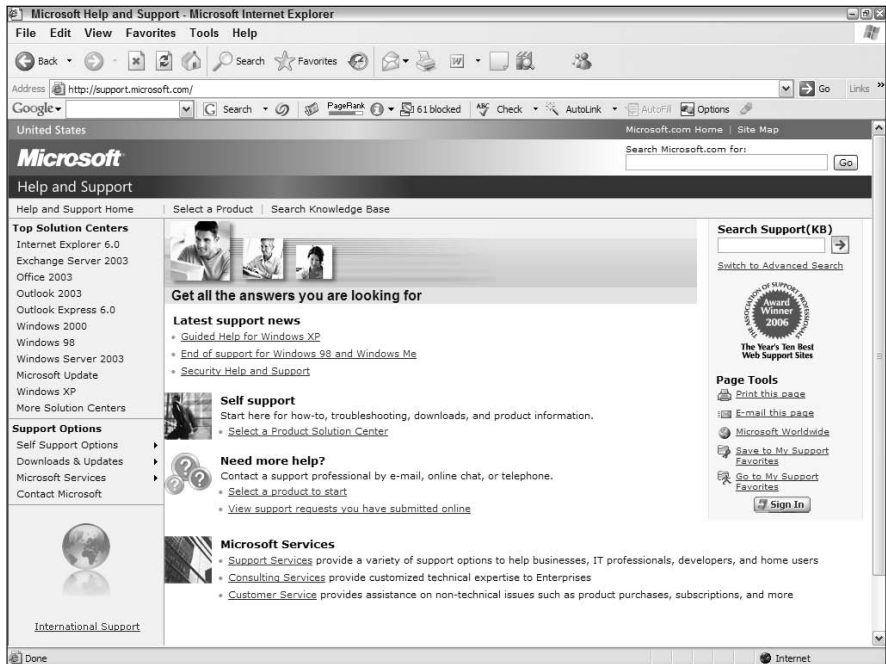 Microsoft Help and Support - Microsoft Internet Explorer
File Edit View Favorites Tools Help
Back Search Favorites
Address http://support.microsoft.com/ Go Links »
Google Search PageRank 61 blocked ABC Check AutoLink AutoFill Options
United States Microsoft.com Home | Site Map
Microsoft
Search Microsoft.com for:
Go
Help and Support
Help and Support Home | Select a Product | Search Knowledge Base
Top Solution Centers
Internet Explorer 6.0
Exchange Server 2003
Office 2003
Outlook 2003
Outlook Express 6.0
Windows 2000
Windows 98
Windows Server 2003
Microsoft Update
Windows XP
More Solution Centers
Support Options
Self Support Options
Downloads & Updates
Microsoft Services
Contact Microsoft
International Support
Get all the answers you are looking for
Latest support news
Guided Help for Windows XP
End of support for Windows 98 and Windows Me
Security Help and Support
Self support
Start here for how-to, troubleshooting, downloads, and product information.
Select a Product Solution Center
Need more help?
Contact a support professional by e-mail, online chat, or telephone.
Select a product to start
View support requests you have submitted online
Microsoft Services
Support Services provide a variety of support options to help businesses, IT professionals, developers, and home users
Consulting Services provide customized technical expertise to Enterprises
Customer Service provides assistance on non-technical issues such as product purchases, subscriptions, and more
Search Support(KB)
Switch to Advanced Search
ASSOCIATION OF SUPPORT PROFESSIONALS
Award
Winner
2006
The Year's Ten Best
Web Support Sites
Page Tools
Print this page
E-mail this page
Microsoft Worldwide
Save to My Support
Favorites
Go to My Support
Favorites
Sign In
Done Internet